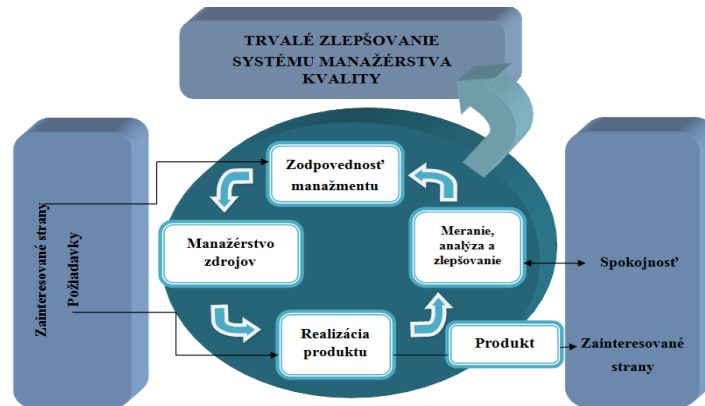 TRVALÉ ZLEPŠOVANIE
SYSTÉMU MANAŽÉRSTVA
KVALITY
Zainteresované strany
Požiadavky
Zodpovednosť
manažmentu
Manažérstvo
zdrojov
Meranie,
analýza a
zlepšovanie
Realizácia
produktu
Produkt
Spokojnosť
Zainteresované
strany